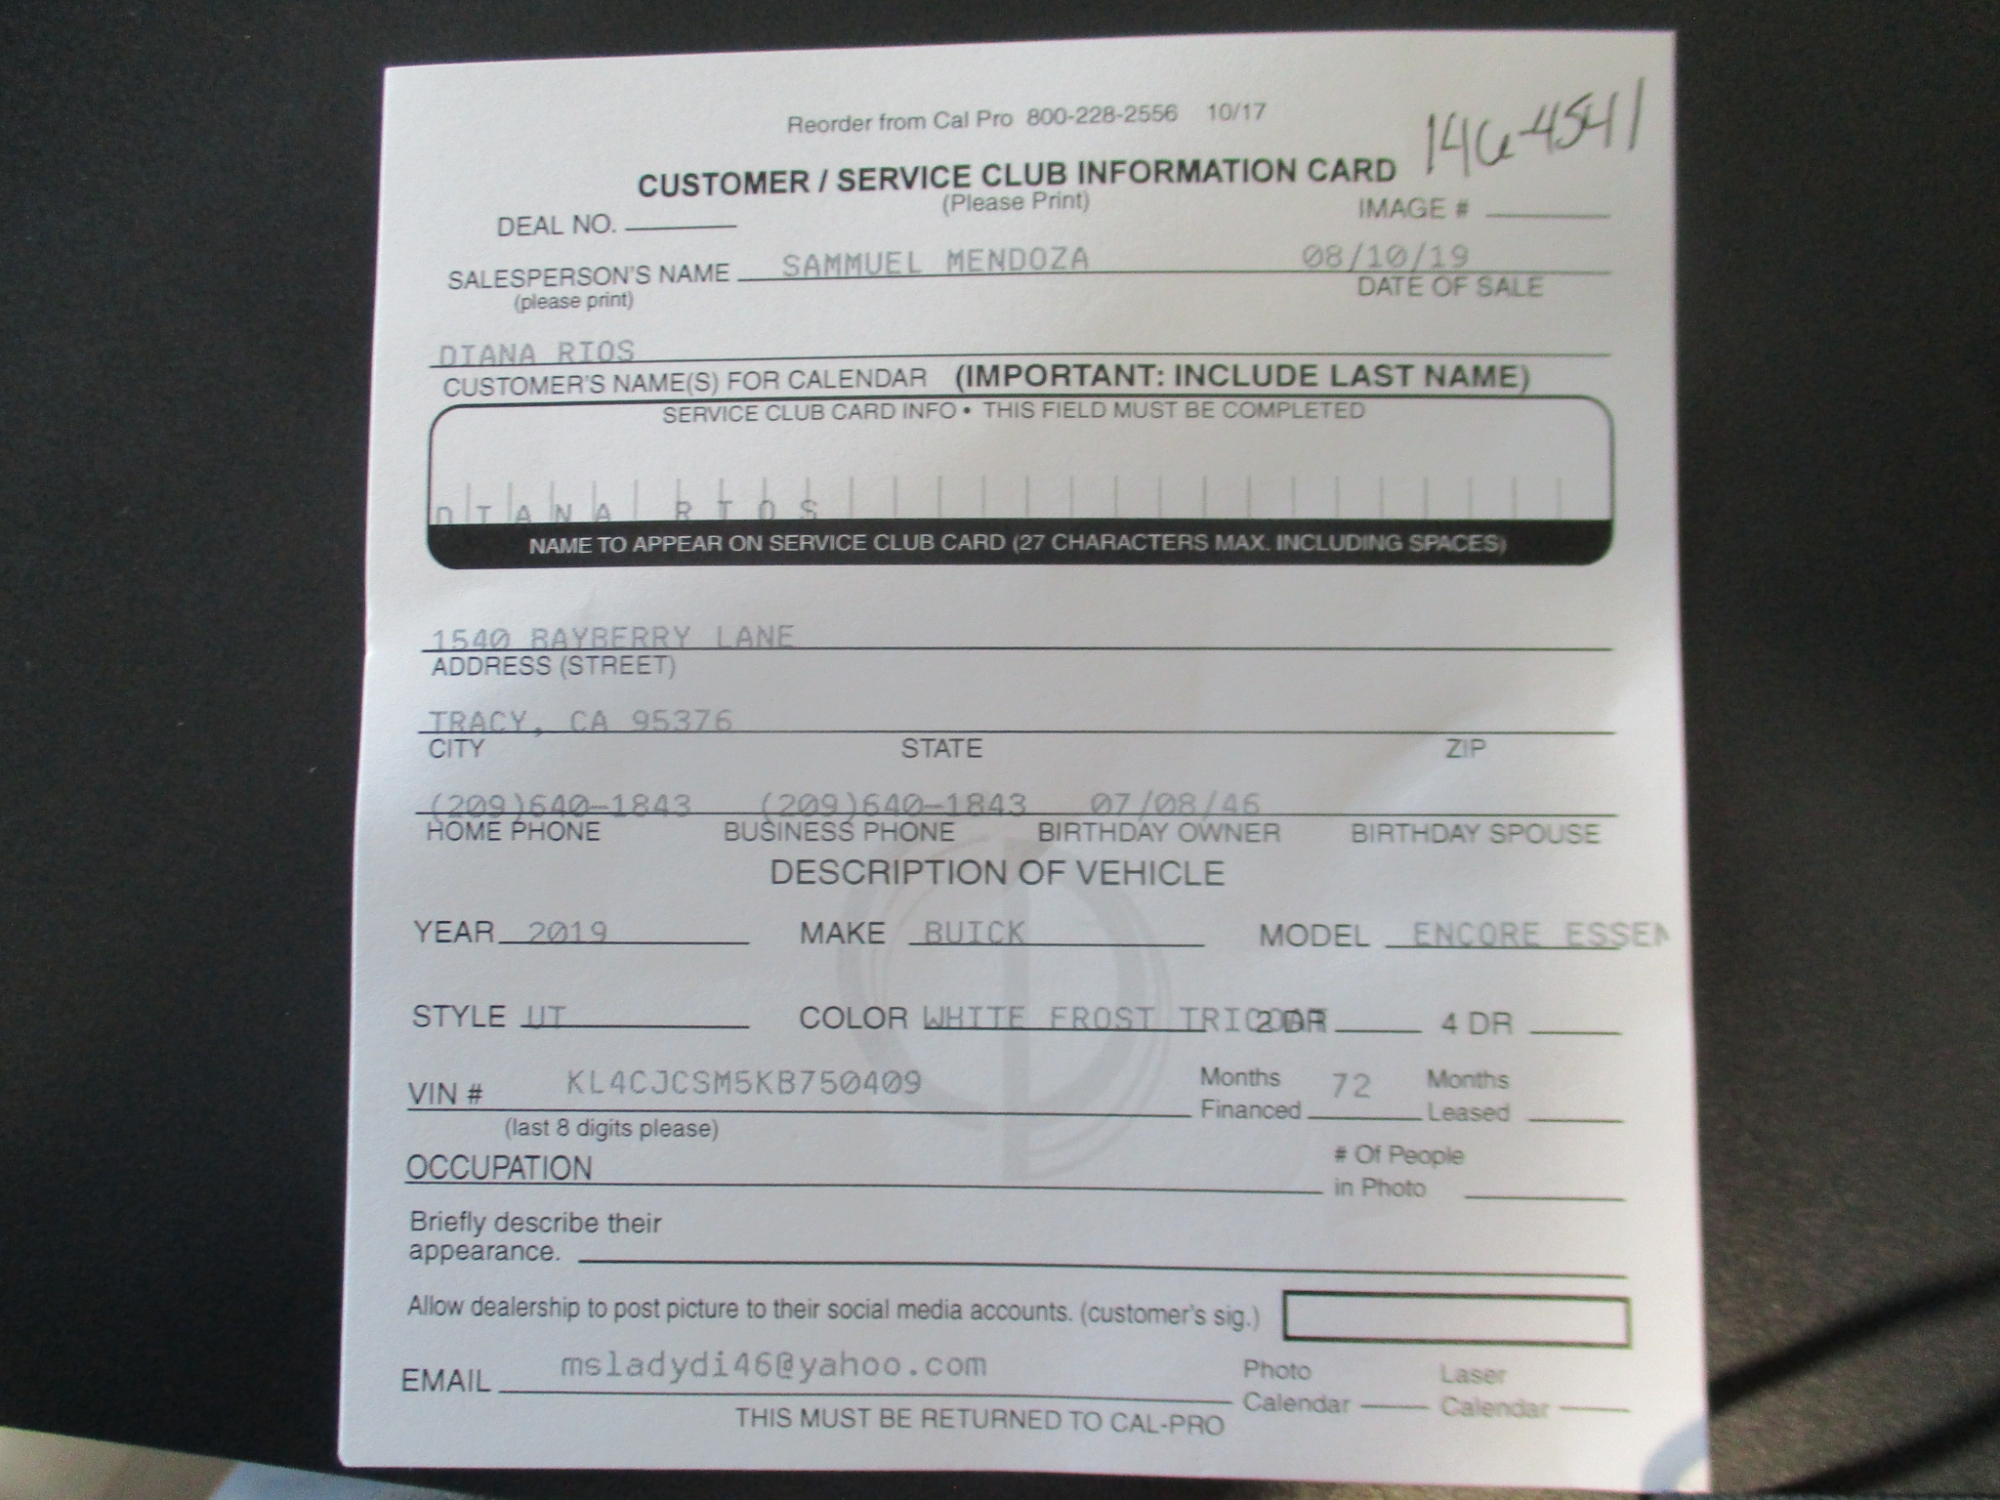 Reorder from Cal Pro 800-228-2556 10/17
146-4541
CUSTOMER / SERVICE CLUB INFORMATION CARD
(Please Print)
DEAL NO. IMAGE #
SALESPERSON'S NAME SAMMUEL MENDOZA 08/10/19
(please print) DATE OF SALE
DIANA RIOS
CUSTOMER'S NAME(S) FOR CALENDAR (IMPORTANT: INCLUDE LAST NAME)
SERVICE CLUB CARD INFO • THIS FIELD MUST BE COMPLETED
DIANA RIOS
NAME TO APPEAR ON SERVICE CLUB CARD (27 CHARACTERS MAX. INCLUDING SPACES)
1540 BAYBERRY LANE
ADDRESS (STREET)
TRACY, CA 95376
CITY STATE ZIP
(209)640-1843 (209)640-1843 07/08/46
HOME PHONE BUSINESS PHONE BIRTHDAY OWNER BIRTHDAY SPOUSE
DESCRIPTION OF VEHICLE
YEAR 2019 MAKE BUICK MODEL ENCORE ESSEN
STYLE UT COLOR WHITE FROST 2 DR 4 DR
VIN # KL4CJCSM5KB750409 Months Financed 72 Months Leased
(last 8 digits please)
OCCUPATION # Of People in Photo
Briefly describe their
appearance.
Allow dealership to post picture to their social media accounts. (customer's sig.)
EMAIL msladydi46@yahoo.com Photo Calendar Laser Calendar
THIS MUST BE RETURNED TO CAL-PRO